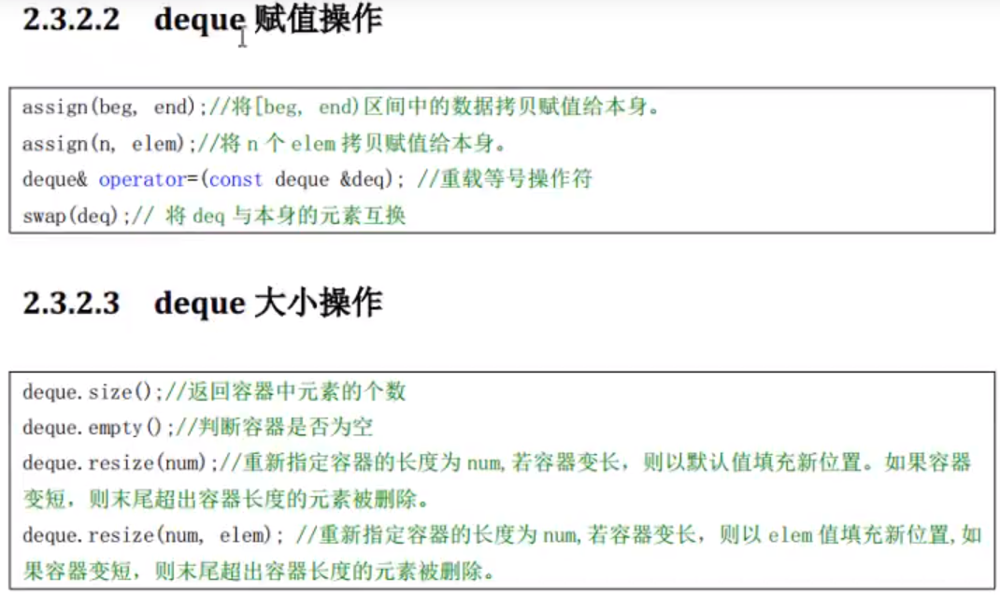 2.3.2.2 deque 赋值操作
assign(beg, end);//将[beg, end)区间中的数据拷贝赋值给本身。
assign(n, elem);//将 n 个 elem 拷贝赋值给本身。
deque& operator=(const deque &deq); //重载等号操作符
swap(deq);// 将 deq 与本身的元素互换
2.3.2.3 deque 大小操作
deque.size();//返回容器中元素的个数
deque.empty();//判断容器是否为空
deque.resize(num);//重新指定容器的长度为 num,若容器变长，则以默认值填充新位置。如果容器
变短，则末尾超出容器长度的元素被删除。
deque.resize(num, elem); //重新指定容器的长度为 num,若容器变长，则以 elem 值填充新位置,如
果容器变短，则末尾超出容器长度的元素被删除。